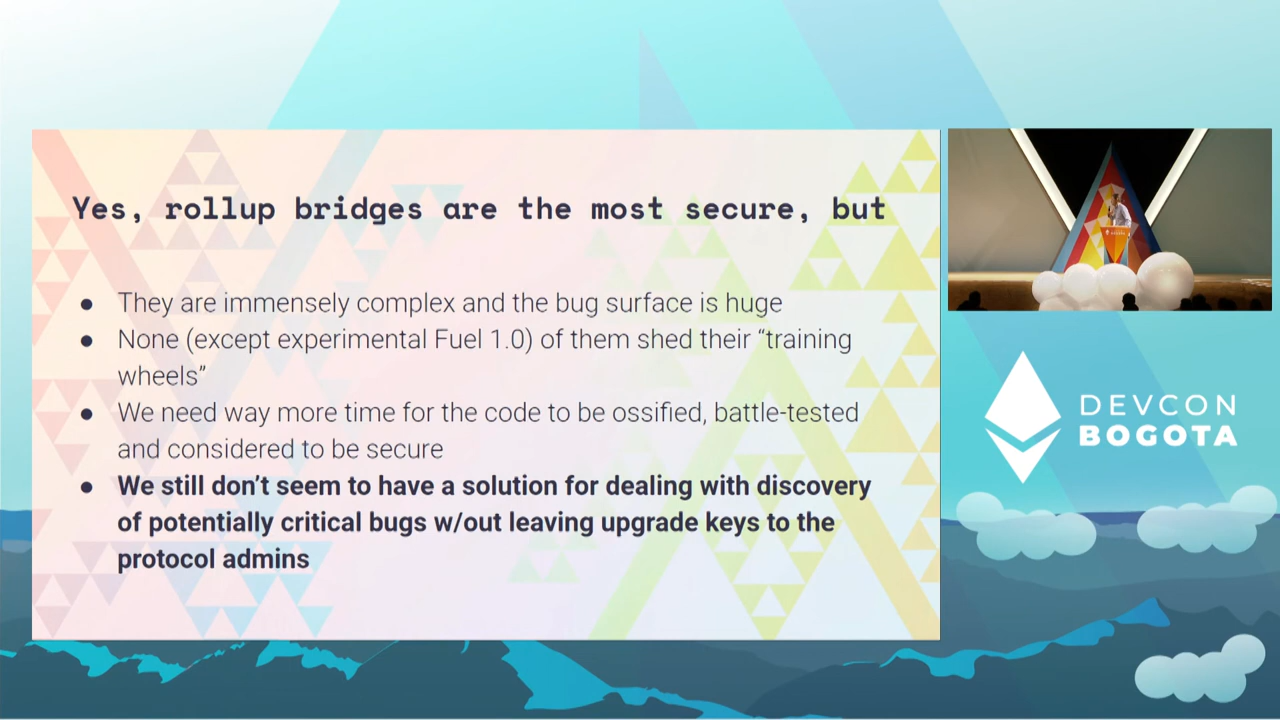 Yes, rollup bridges are the most secure, but
● They are immensely complex and the bug surface is huge
● None (except experimental Fuel 1.0) of them shed their “training
wheels”
● We need way more time for the code to be ossified, battle-tested
and considered to be secure
● We still don’t seem to have a solution for dealing with discovery
of potentially critical bugs w/out leaving upgrade keys to the
protocol admins
DEVCON
BOGOTA